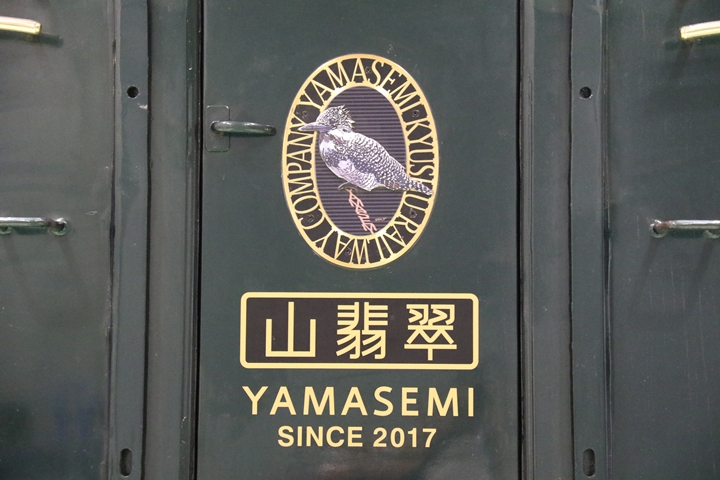 YAMASEMI · KYUSHU RAILWAY COMPANY
山翡翠
YAMASEMI
SINCE 2017